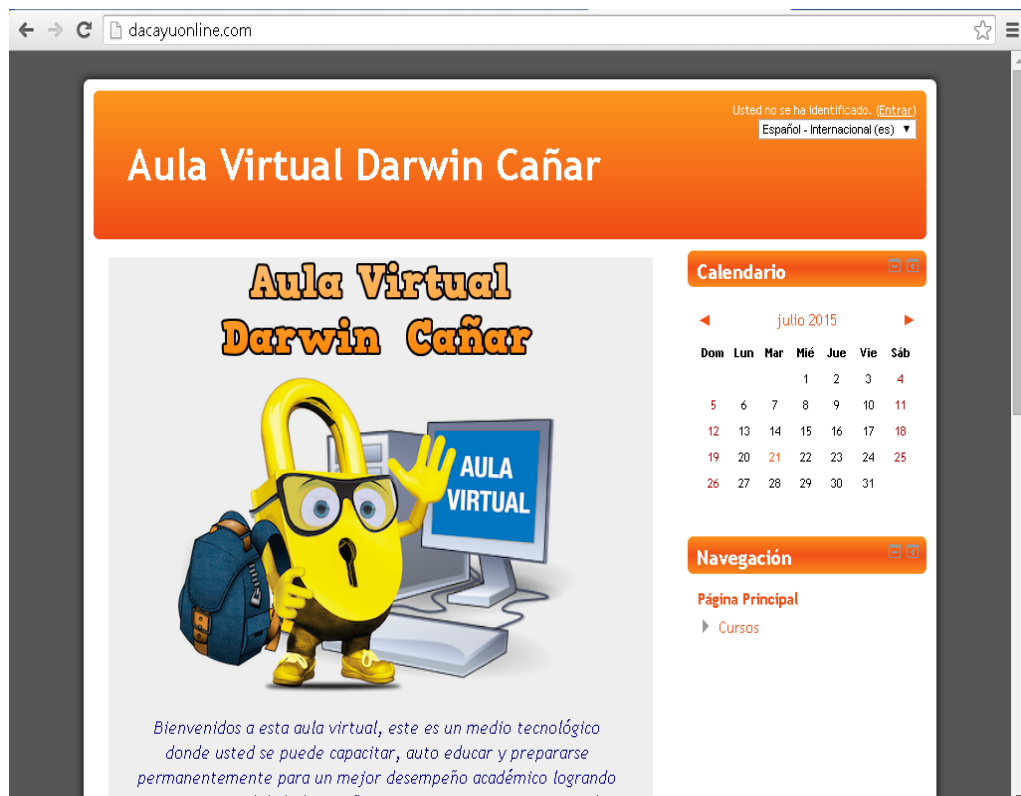 dacayuonline.com
Usted no se ha identificado. (Entrar)
Español - Internacional (es)
Aula Virtual Darwin Cañar
Aula Virtual
Darwin Cañar
AULA
VIRTUAL
Bienvenidos a esta aula virtual, este es un medio tecnológico
donde usted se puede capacitar, auto educar y prepararse
permanentemente para un mejor desempeño académico logrando
Calendario
julio 2015
Dom Lun Mar Mié Jue Vie Sáb
1 2 3 4
5 6 7 8 9 10 11
12 13 14 15 16 17 18
19 20 21 22 23 24 25
26 27 28 29 30 31
Navegación
Página Principal
Cursos